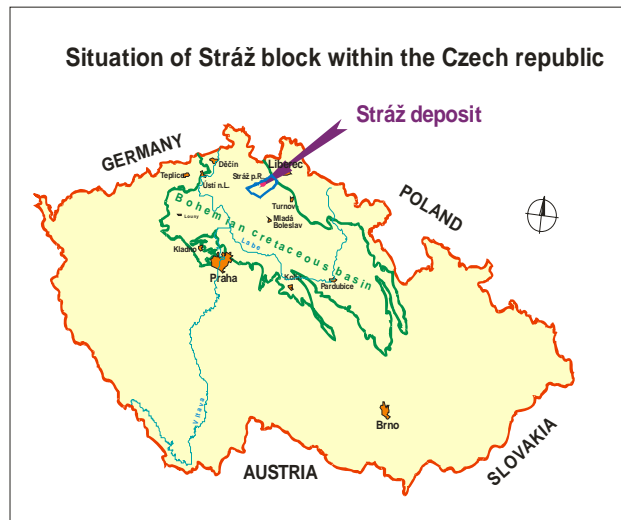 Situation of Stráž block within the Czech republic
Stráž deposit
GERMANY
Děčín
Liberec
Teplice
Stráž p.R.
Ústí n.L.
POLAND
Turnov
Louny
Mladá
Boleslav
Bohemian cretaceous basin
Labe
Kladno
Praha
Kolín
Pardubice
Vltava
Brno
SLOVAKIA
AUSTRIA